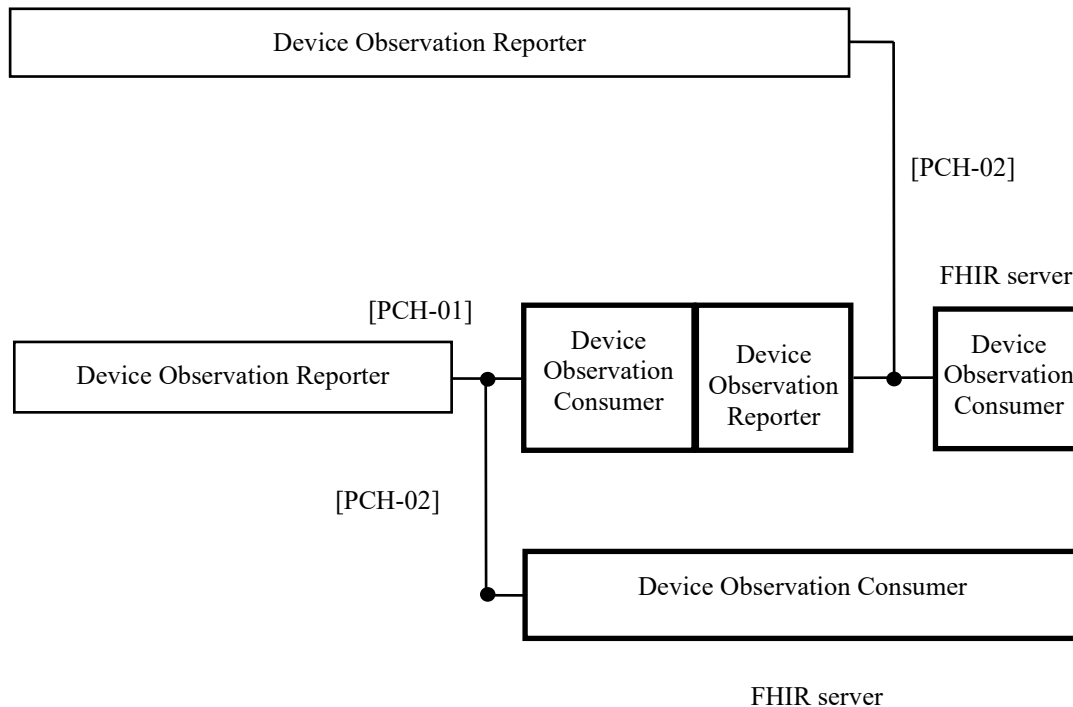 Device Observation Reporter
[PCH-02]
FHIR server
[PCH-01]
Device Observation Reporter
Device
Observation
Consumer
Device
Observation
Reporter
Device
Observation
Consumer
[PCH-02]
Device Observation Consumer
FHIR server